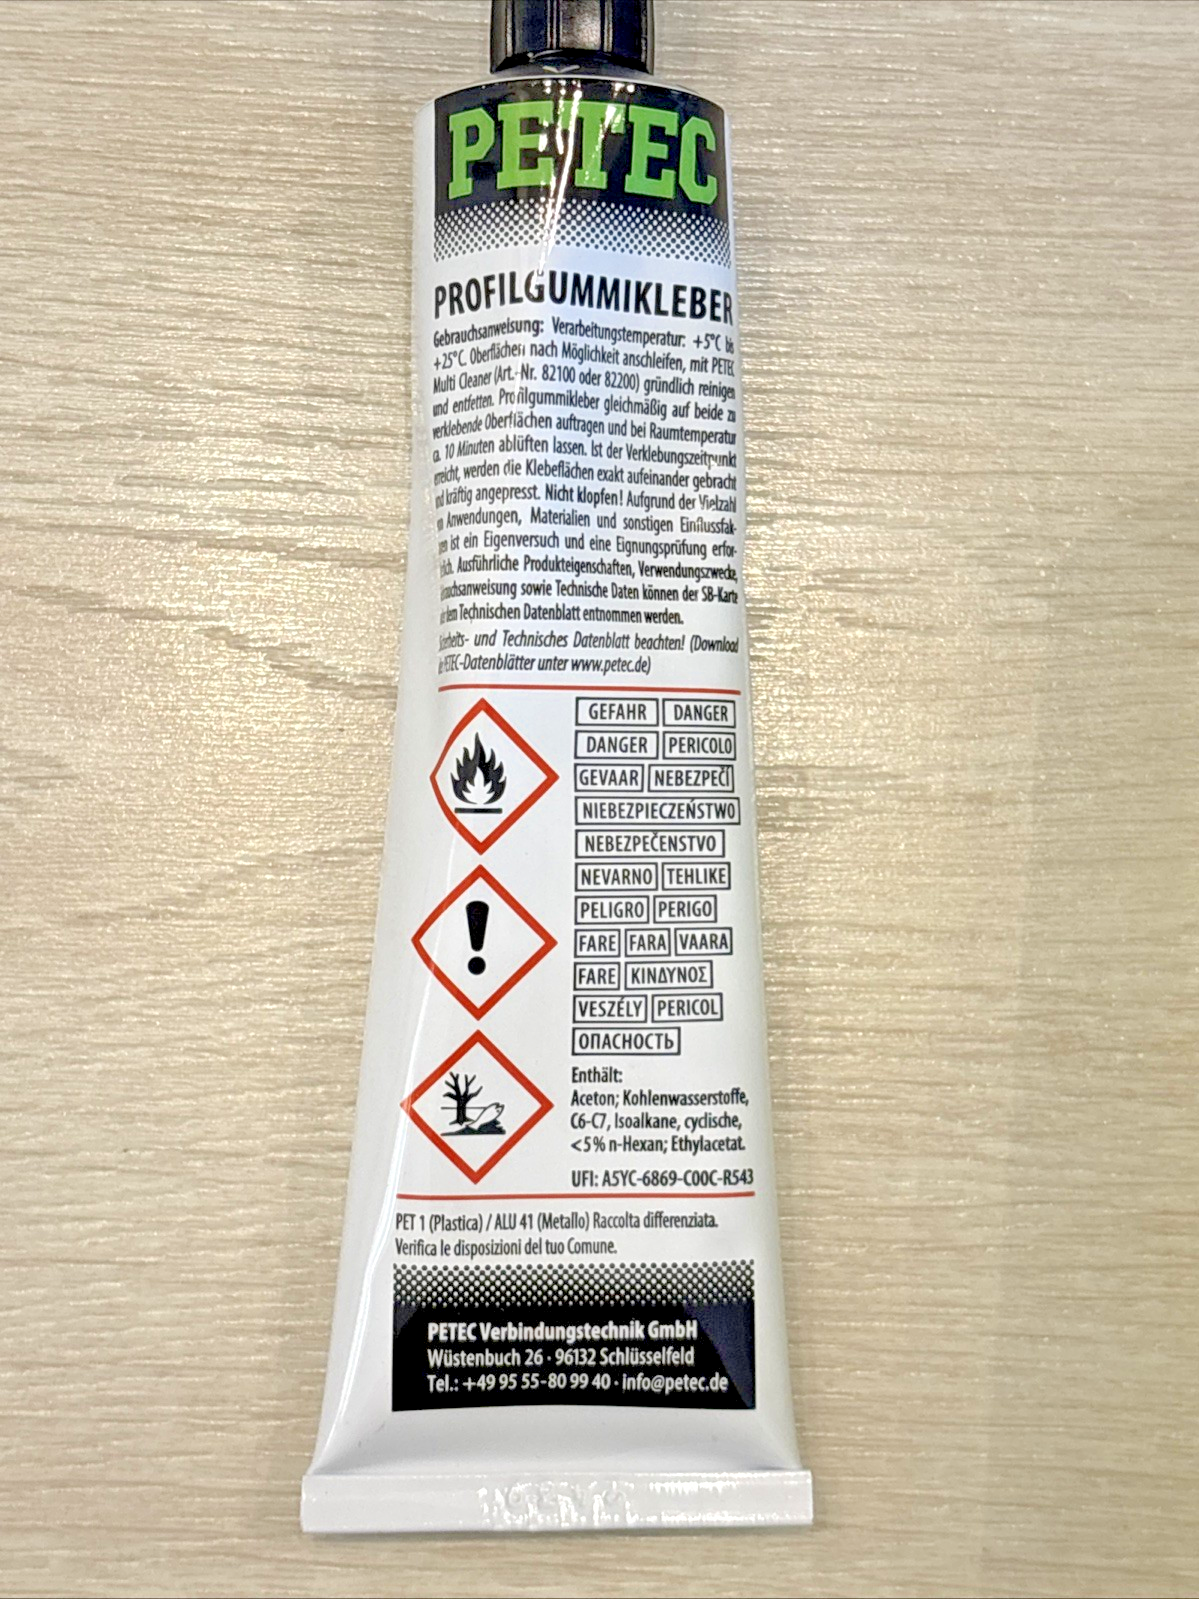 PETEC
PROFILGUMMIKLEBER
Gebrauchsanweisung: Verarbeitungstemperatur: +5°C bis
+25°C. Oberflächen nach Möglichkeit anschleifen, mit PETEC
Multi Cleaner (Art.-Nr. 82100 oder 82200) gründlich reinigen
und entfetten. Profilgummikleber gleichmäßig auf beide zu
verklebende Oberflächen auftragen und bei Raumtemperatur
ca. 10 Minuten ablüften lassen. Ist der Verklebungszeitpunkt
erreicht, werden die Klebeflächen exakt aufeinander gebracht
und kräftig angepresst. Nicht klopfen! Aufgrund der Vielzahl
Anwendungen, Materialien und sonstigen Einflussfak-
ist ein Eigenversuch und eine Eignungsprüfung erfor-
Ausführliche Produkteigenschaften, Verwendungszwecke,
sowie Technische Daten können der SB-Karte
dem Technischen Datenblatt entnommen werden.
und Technisches Datenblatt beachten! (Download
PETEC-Datenblätter unter www.petec.de)
GEFAHR DANGER
DANGER PERICOLO
GEVAAR NEBEZPEČÍ
NIEBEZPIECZEŃSTWO
NEBEZPEČENSTVO
NEVARNO TEHLIKE
PELIGRO PERIGO
FARE FARA VAARA
FARE ΚΙΝΔΥΝΟΣ
VESZÉLY PERICOL
ОПАСНОСТЬ
Enthält:
Aceton; Kohlenwasserstoffe,
C6-C7, Isoalkane, cyclische,
<5% n-Hexan; Ethylacetat.
UFI: A5YC-6869-C00C-R543
PET 1 (Plastica) / ALU 41 (Metallo) Raccolta differenziata.
Verifica le disposizioni del tuo Comune.
PETEC Verbindungstechnik GmbH
Wüstenbuch 26 · 96132 Schlüsselfeld
Tel.: +49 95 55-80 99 40 · info@petec.de